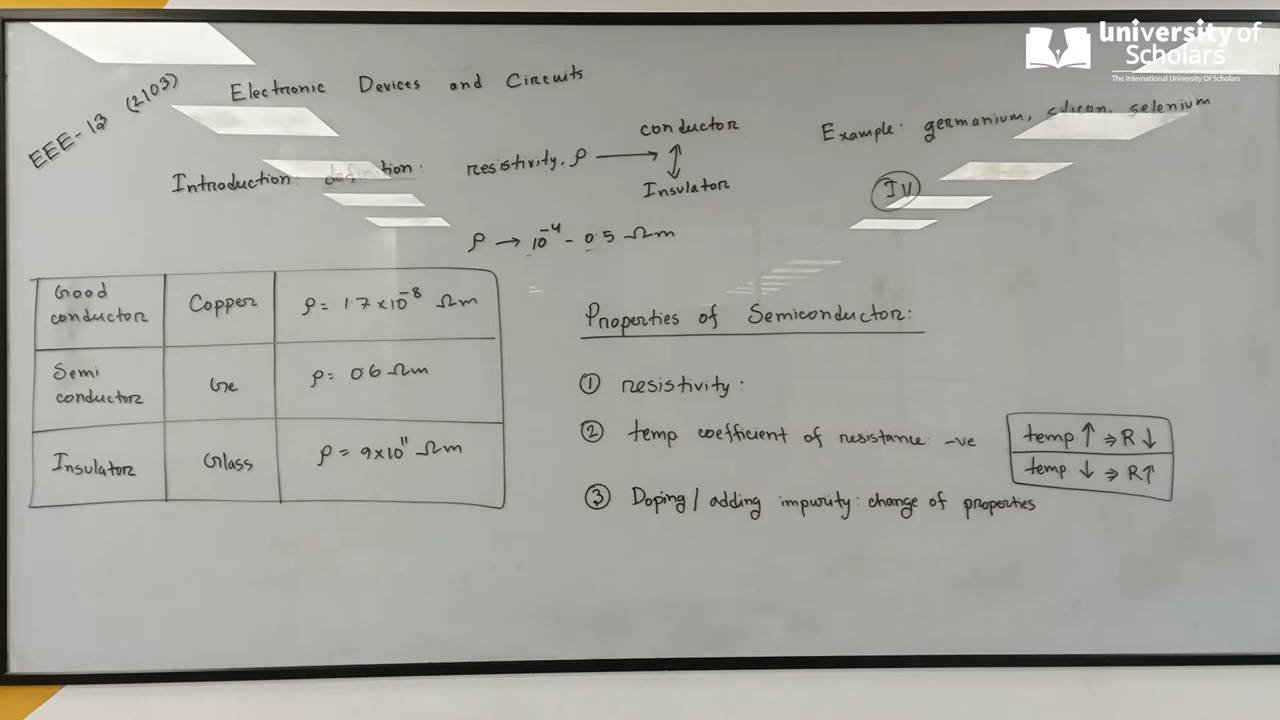 University of
Scholars
The International University Of Scholars
EEE-13 (2103)
Electronic Devices and Circuits
Introduction: definition: resistivity, ρ ⟶ conductor
↕
Insulator
Example: germanium, silicon, selenium
IV
ρ → 10⁻⁴ - 0.5 Ωm
Good conductor | Copper | ρ = 1.7×10⁻⁸ Ωm
Semi conductor | Ge | ρ = 0.6 Ωm
Insulator | Glass | ρ = 9×10¹¹ Ωm
Properties of Semiconductor:
① resistivity:
② temp coefficient of resistance: -ve
temp ↑ ⇒ R ↓
temp ↓ ⇒ R ↑
③ Doping / adding impurity: change of properties